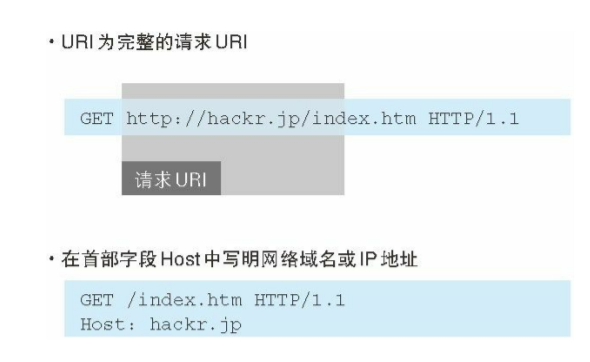 ・URI为完整的请求URI
GET http://hackr.jp/index.htm HTTP/1.1
请求URI
・在首部字段Host中写明网络域名或IP地址
GET /index.htm HTTP/1.1
Host: hackr.jp